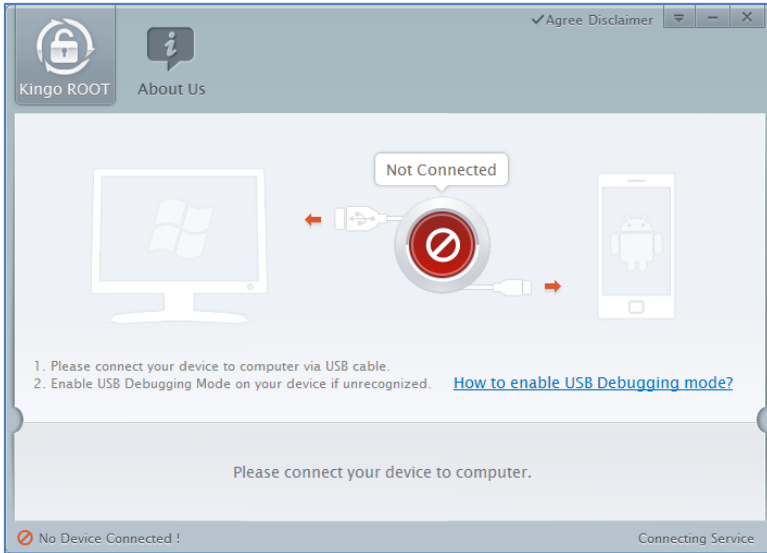 Agree Disclaimer
Kingo ROOT
About Us
Not Connected
1. Please connect your device to computer via USB cable.
2. Enable USB Debugging Mode on your device if unrecognized. How to enable USB Debugging mode?
Please connect your device to computer.
No Device Connected !
Connecting Service